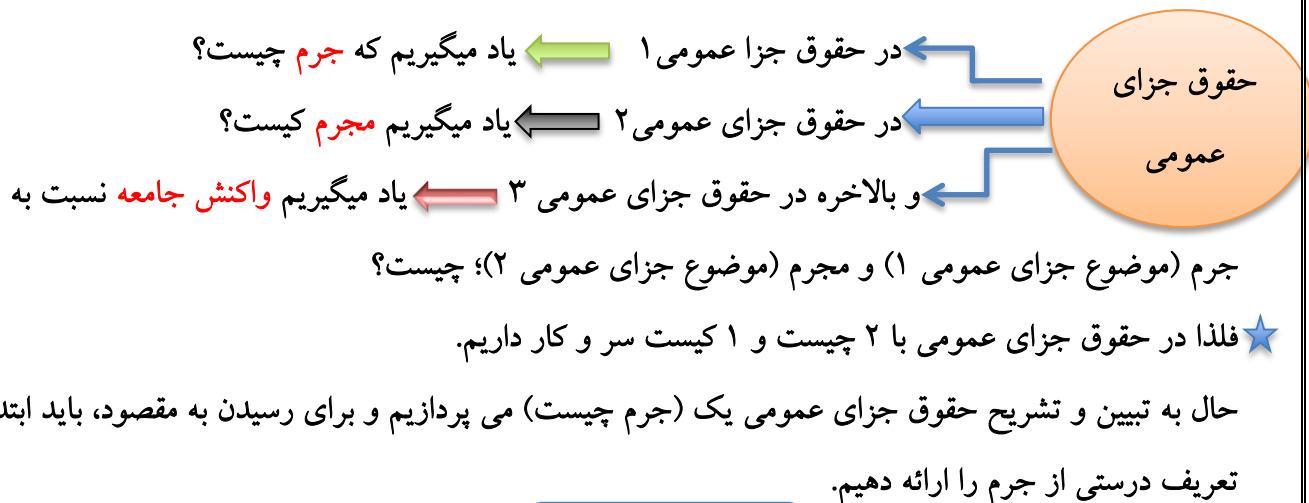 حقوق جزای
عمومی
در حقوق جزا عمومی۱ یاد میگیریم که جرم چیست؟
در حقوق جزای عمومی۲ یاد میگیریم مجرم کیست؟
و بالاخره در حقوق جزای عمومی ۳ یاد میگیریم واکنش جامعه نسبت به
جرم (موضوع جزای عمومی ۱) و مجرم (موضوع جزای عمومی ۲)؛ چیست؟
فلذا در حقوق جزای عمومی با ۲ چیست و ۱ کیست سر و کار داریم.
حال به تبیین و تشریح حقوق جزای عمومی یک (جرم چیست) می پردازیم و برای رسیدن به مقصود، باید
تعریف درستی از جرم را ارائه دهیم.